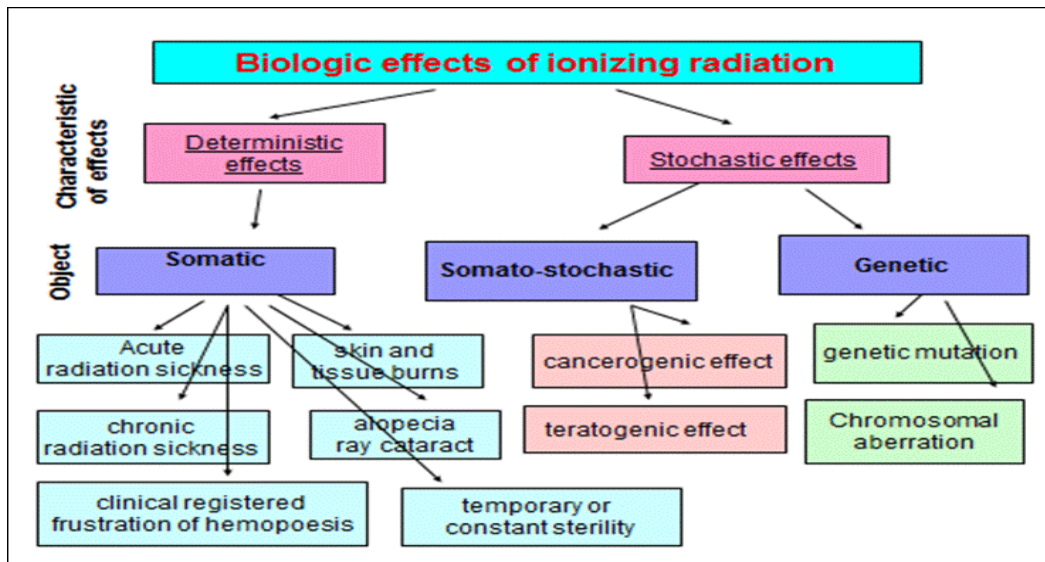 Biologic effects of ionizing radiation
Characteristic
of effects
Deterministic
effects
Stochastic effects
Object
Somatic
Somato-stochastic
Genetic
Acute
radiation sickness
skin and
tissue burns
cancerogenic effect
genetic mutation
chronic
radiation sickness
alopecia
ray cataract
teratogenic effect
Chromosomal
aberration
clinical registered
frustration of hemopoesis
temporary or
constant sterility